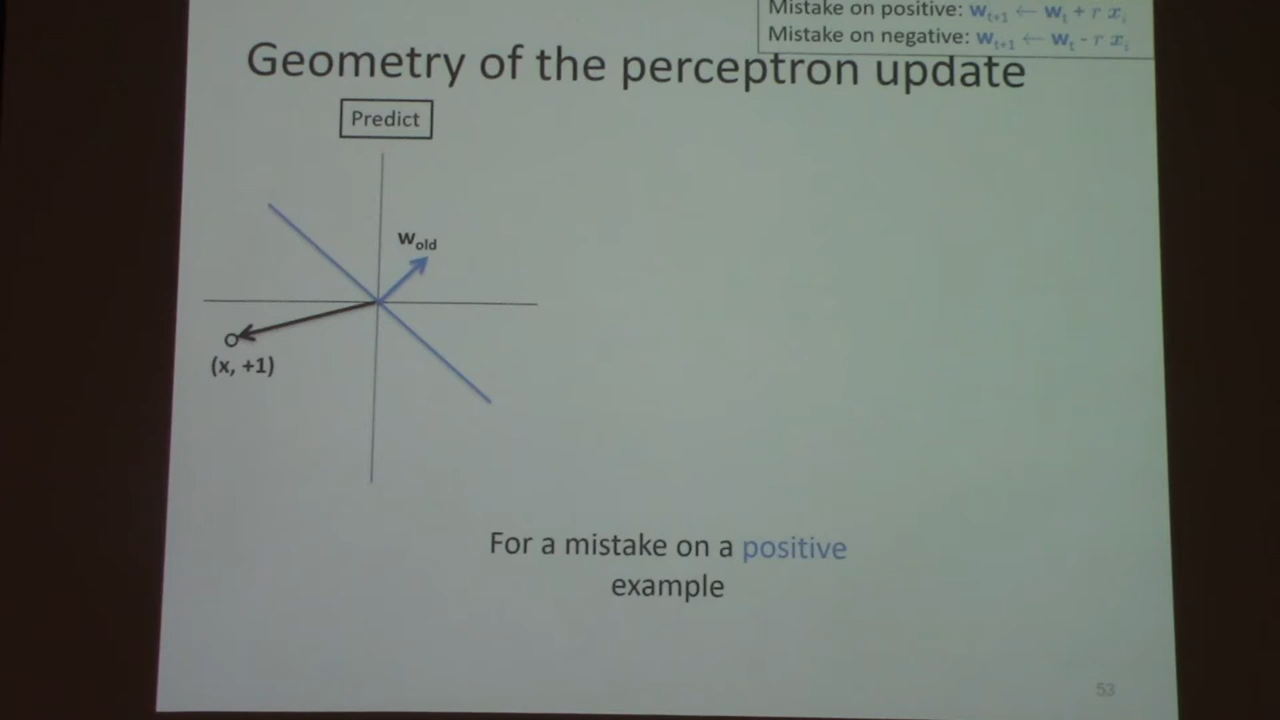 Mistake on positive: wₜ₊₁ ← wₜ + r xᵢ
Mistake on negative: wₜ₊₁ ← wₜ - r xᵢ
Geometry of the perceptron update
Predict
w_old
(x, +1)
For a mistake on a positive
example
53